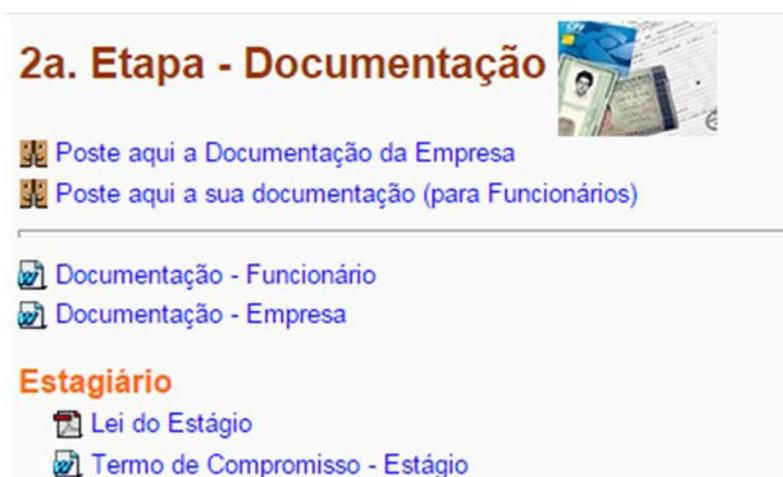 2a. Etapa - Documentação
CPF
Poste aqui a Documentação da Empresa
Poste aqui a sua documentação (para Funcionários)
Documentação - Funcionário
Documentação - Empresa
Estagiário
Lei do Estágio
Termo de Compromisso - Estágio